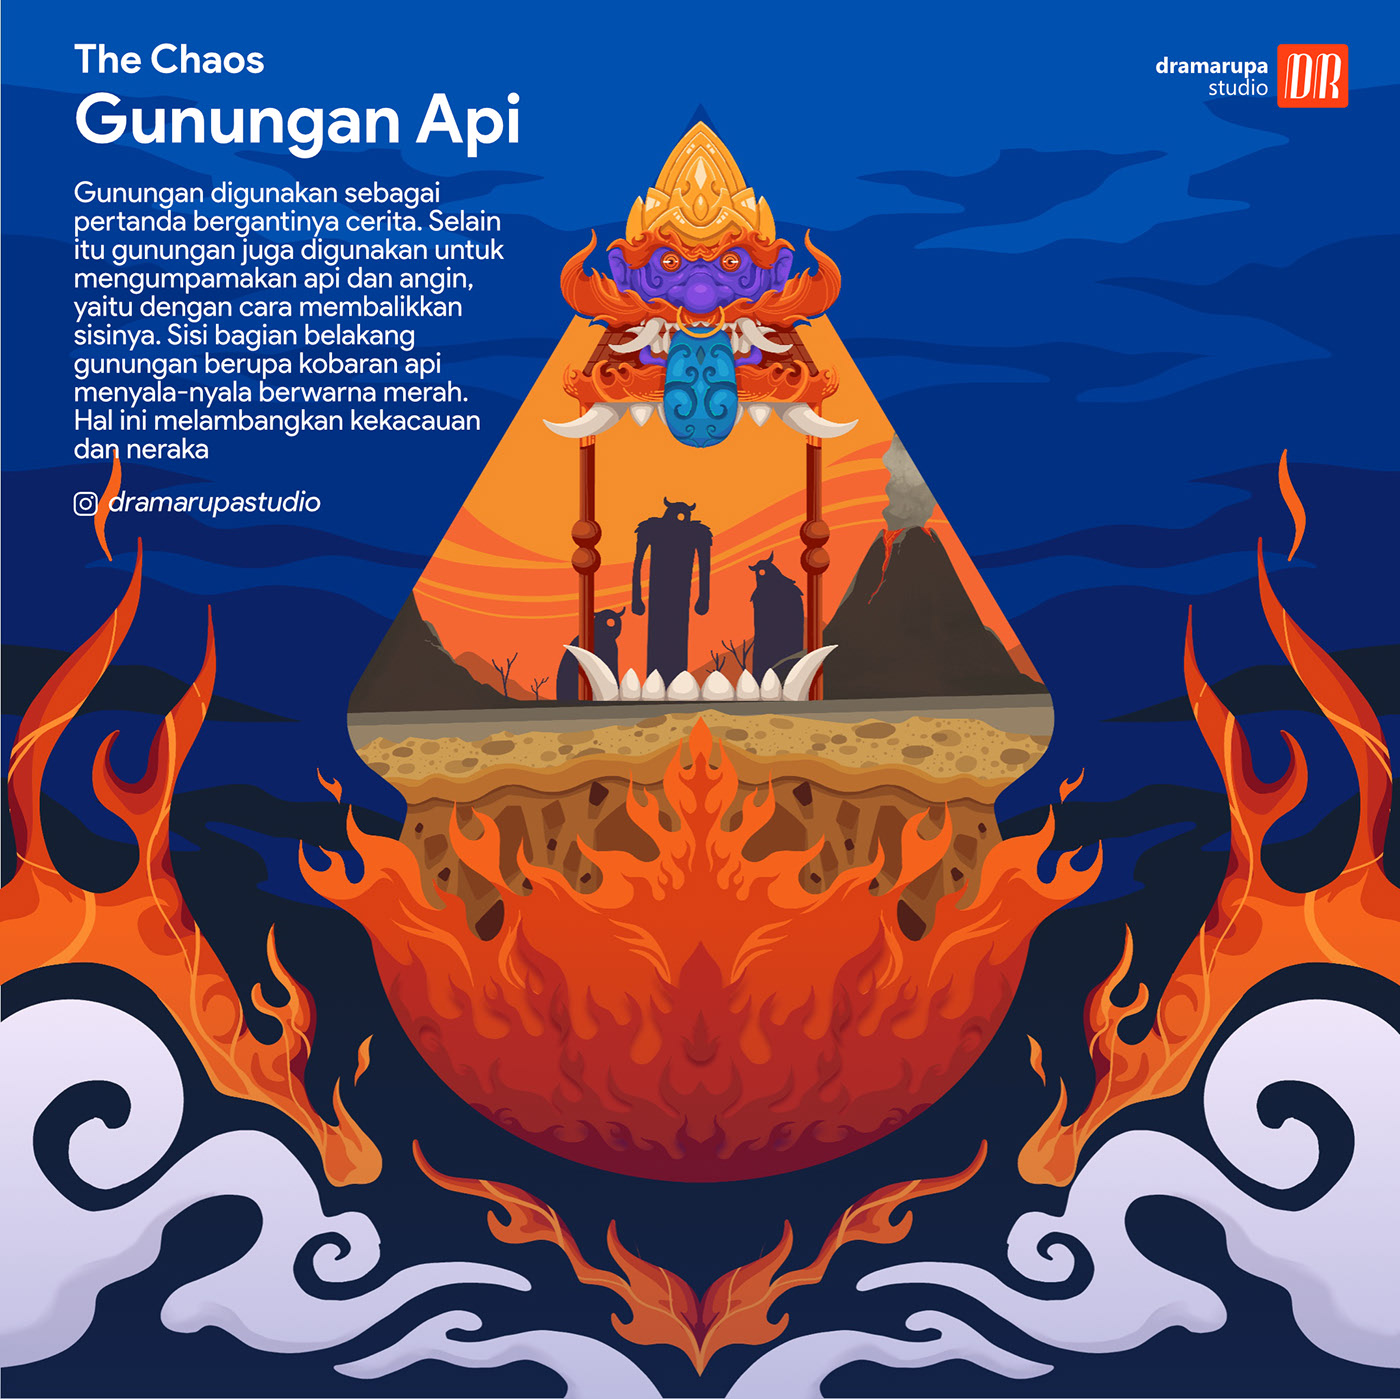 The Chaos
Gunungan Api
Gunungan digunakan sebagai
pertanda bergantinya cerita. Selain
itu gunungan juga digunakan untuk
mengumpamakan api dan angin,
yaitu dengan cara membalikkan
sisinya. Sisi bagian belakang
gunungan berupa kobaran api
menyala-nyala berwarna merah.
Hal ini melambangkan kekacauan
dan neraka
dramarupastudio
dramarupa
studio
DR